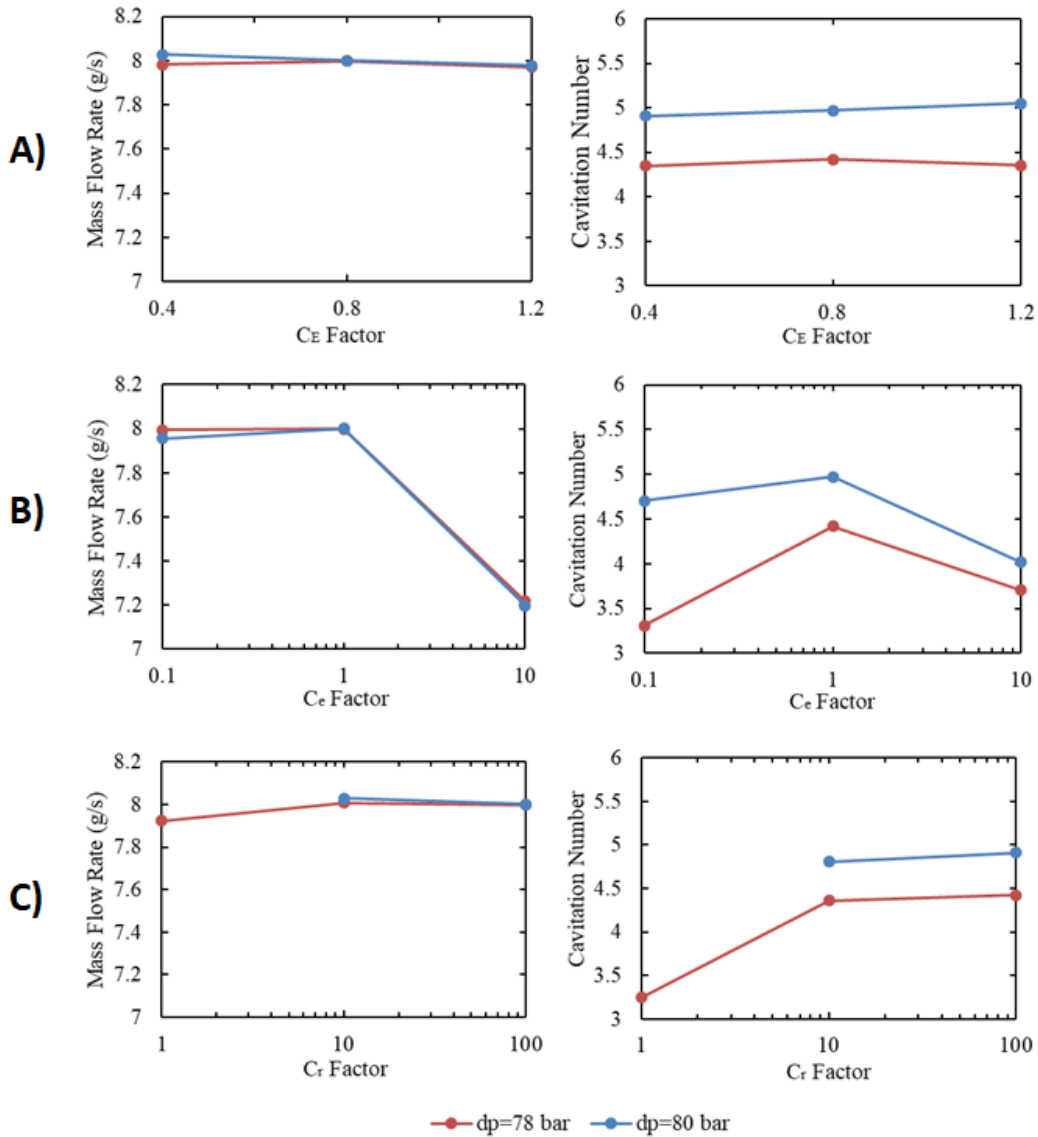 A)
Mass Flow Rate (g/s)
8.2
8
7.8
7.6
7.4
7.2
7
0.4 0.8 1.2
CE Factor
Cavitation Number
6
5.5
5
4.5
4
3.5
3
0.4 0.8 1.2
CE Factor
B)
Mass Flow Rate (g/s)
8.2
8
7.8
7.6
7.4
7.2
7
0.1 1 10
Ce Factor
Cavitation Number
6
5.5
5
4.5
4
3.5
3
0.1 1 10
Ce Factor
C)
Mass Flow Rate (g/s)
8.2
8
7.8
7.6
7.4
7.2
7
1 10 100
Cr Factor
Cavitation Number
6
5.5
5
4.5
4
3.5
3
1 10 100
Cr Factor
dp=78 bar dp=80 bar